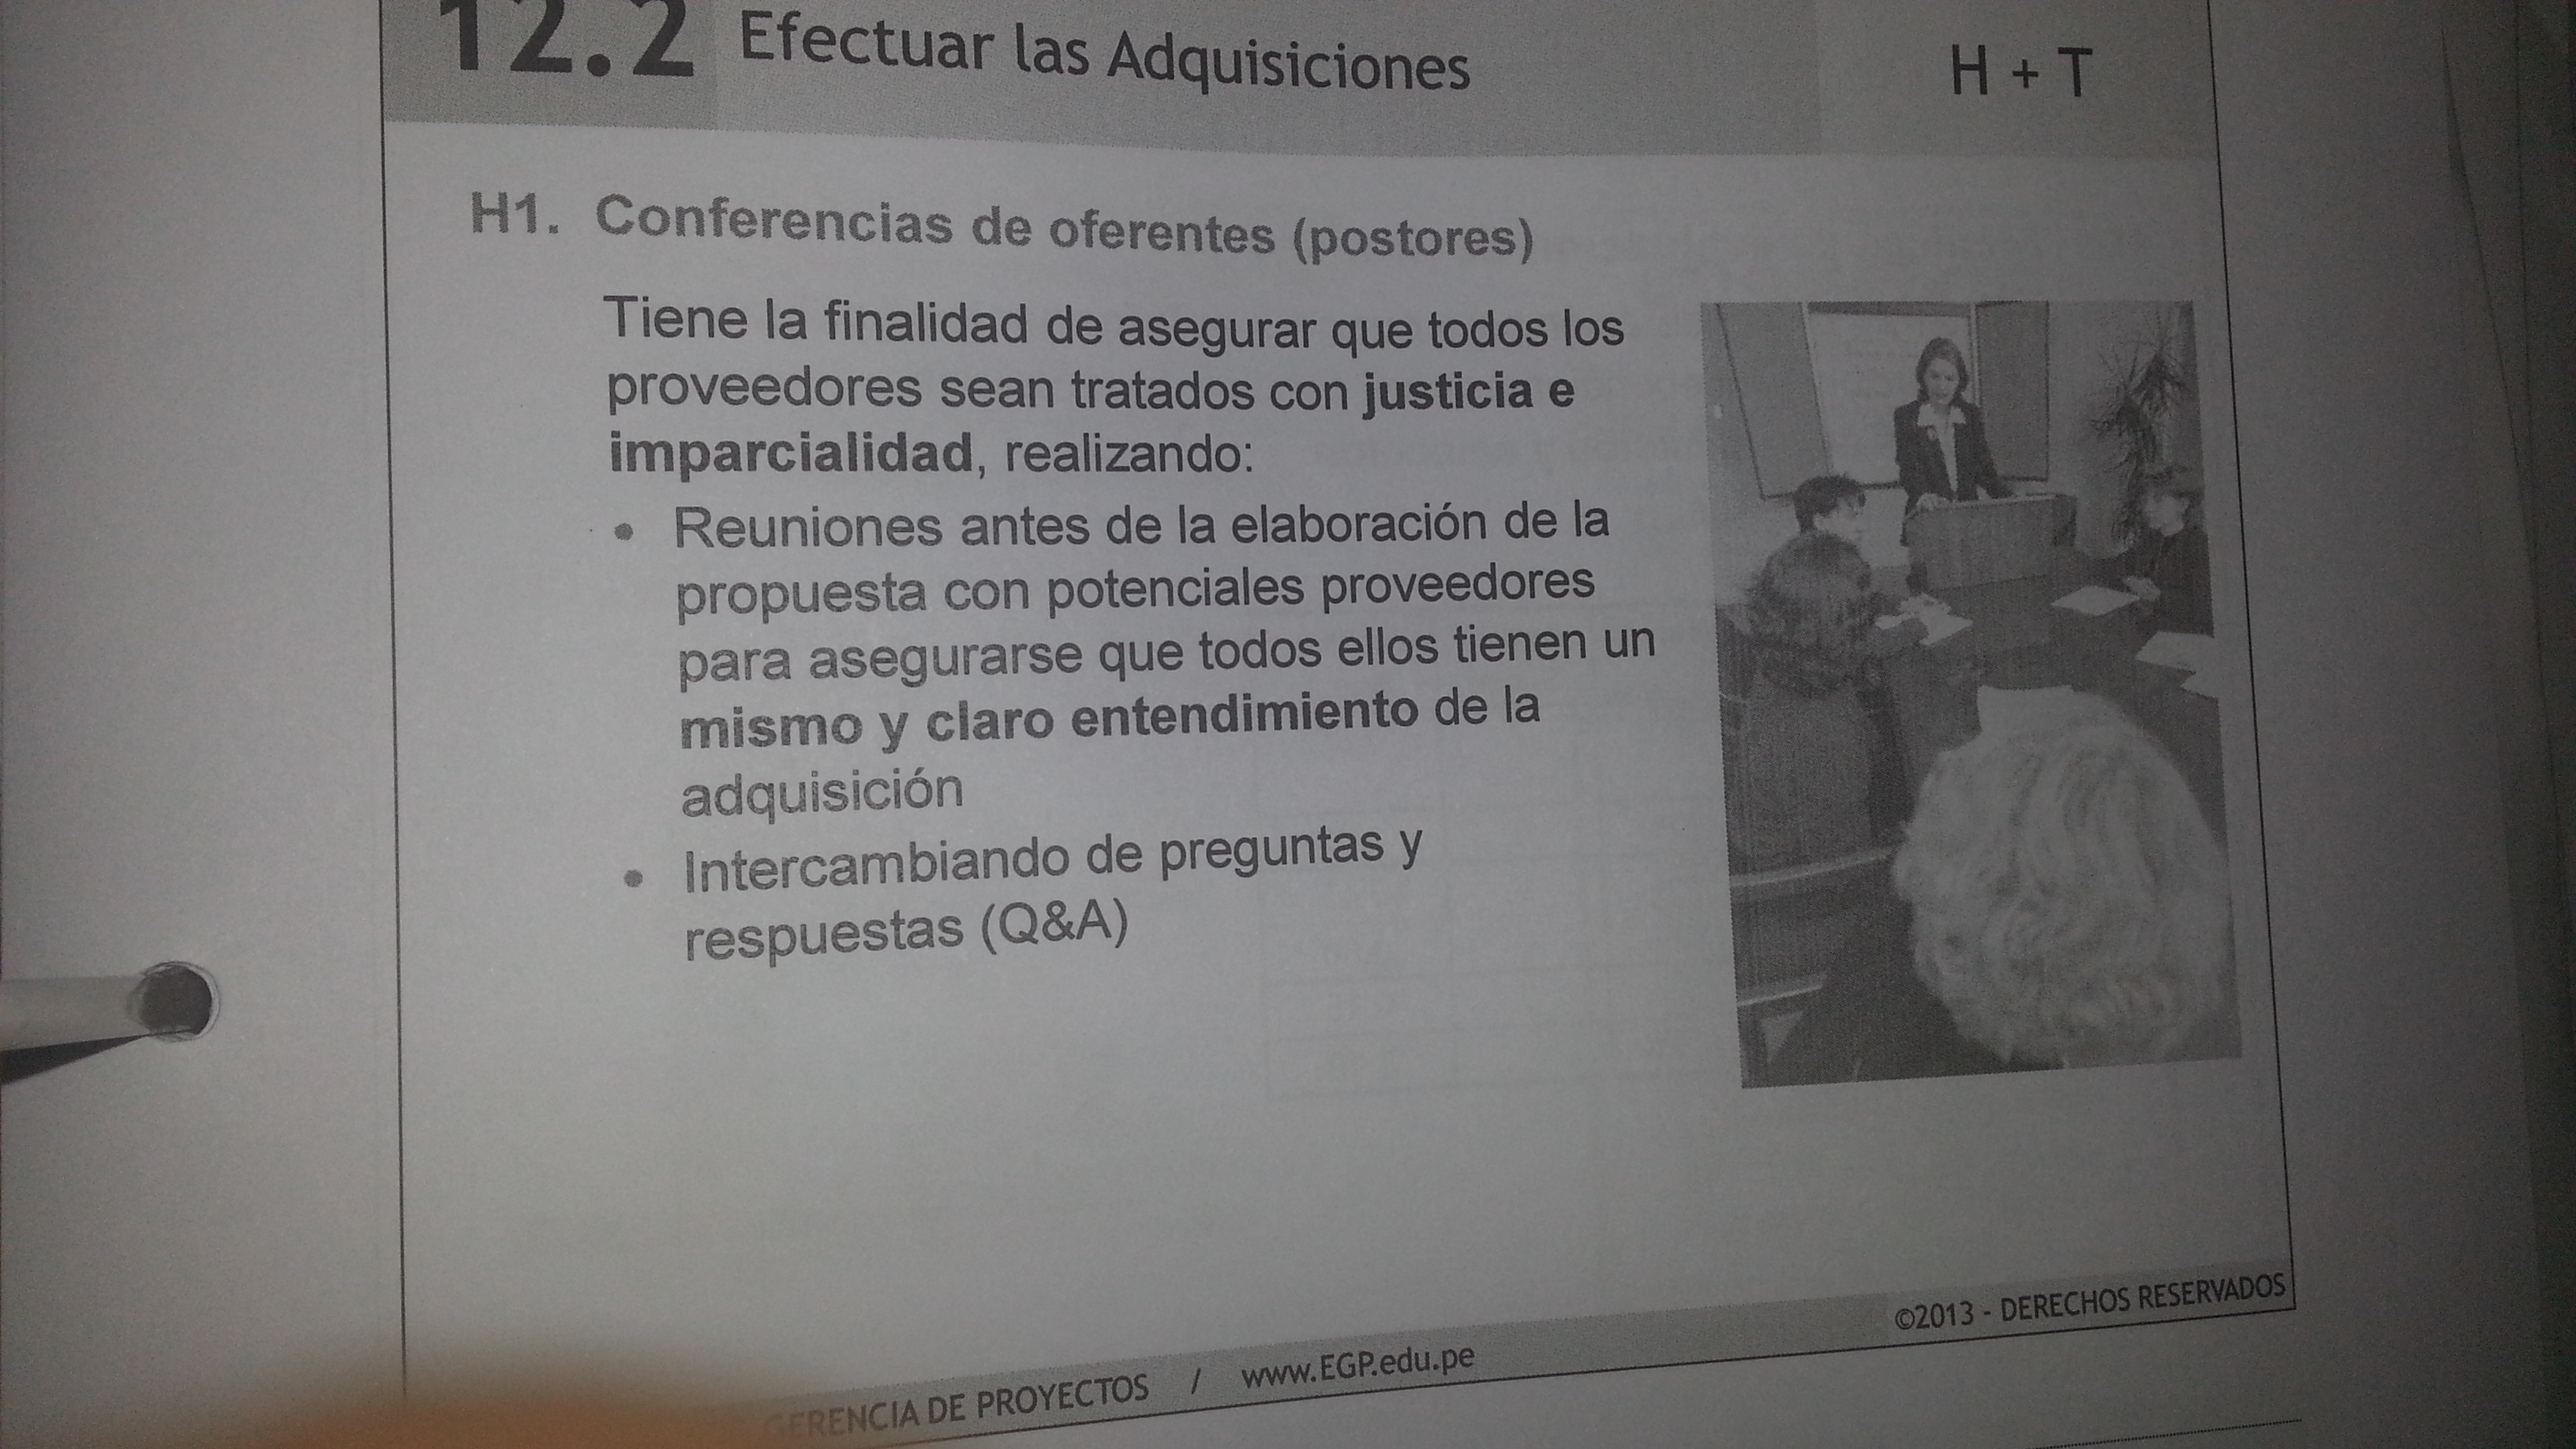 12.2 Efectuar las Adquisiciones
H + T
H1. Conferencias de oferentes (postores)
Tiene la finalidad de asegurar que todos los
proveedores sean tratados con justicia e
imparcialidad, realizando:
• Reuniones antes de la elaboración de la
propuesta con potenciales proveedores
para asegurarse que todos ellos tienen un
mismo y claro entendimiento de la
adquisición
• Intercambiando de preguntas y
respuestas (Q&A)
GERENCIA DE PROYECTOS / www.EGP.edu.pe
©2013 - DERECHOS RESERVADOS